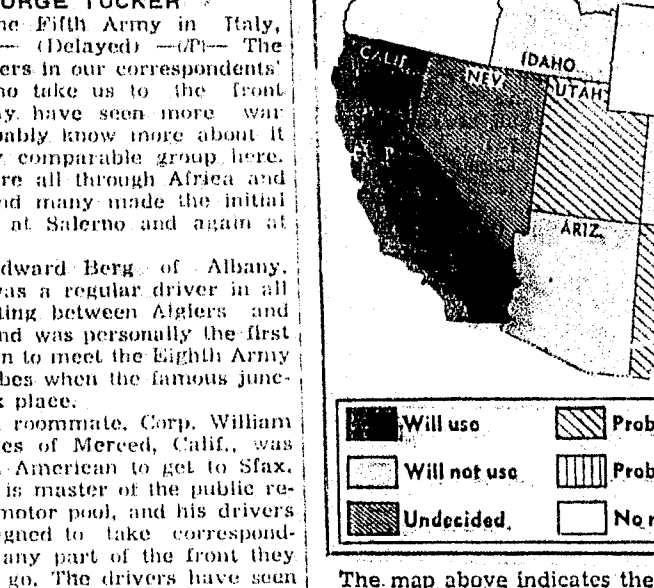 ORGE TUCKER
he Fifth Army in Italy,
— (Delayed) —(/P)— The
ers in our correspondents'
ho take us to the front
ay have seen more war
bably know more about it
y comparable group here.
re all through Africa and
nd many made the initial
at Salerno and again at
dward Berg of Albany,
was a regular driver in all
ting between Algiers and
nd was personally the first
n to meet the Eighth Army
bes when the famous junc-
k place.
roommate, Corp. William
es of Merced, Calif., was
American to get to Sfax.
is master of the public re-
motor pool, and his drivers
gned to take correspond-
any part of the front they
go. The drivers have seen
CALIF.
NEV.
IDAHO
UTAH
ARIZ.
Will use
Prob
Will not use
Prob
Undecided
No r
The map above indicates the